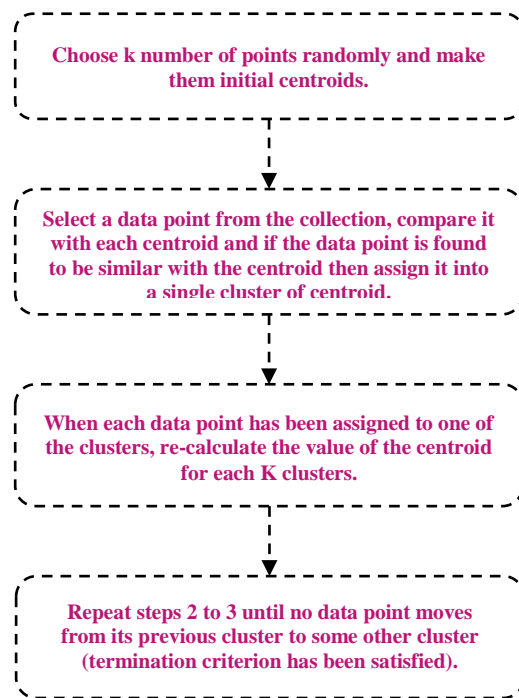 Choose k number of points randomly and make
them initial centroids.
Select a data point from the collection, compare it
with each centroid and if the data point is found
to be similar with the centroid then assign it into
a single cluster of centroid.
When each data point has been assigned to one of
the clusters, re-calculate the value of the centroid
for each K clusters.
Repeat steps 2 to 3 until no data point moves
from its previous cluster to some other cluster
(termination criterion has been satisfied).